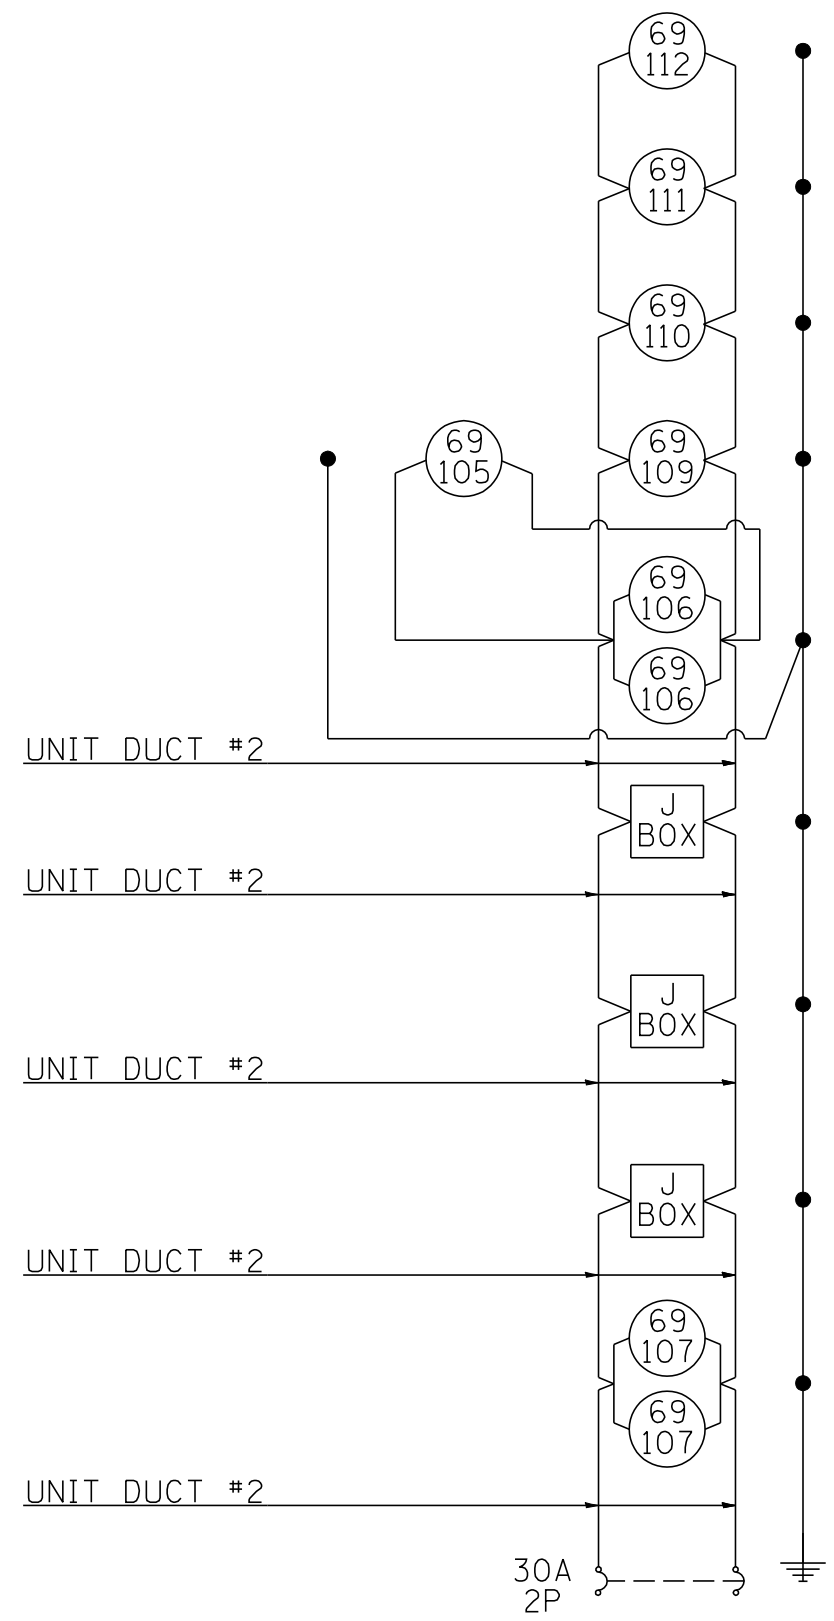 69
112
69
111
69
110
69
105
69
109
69
106
69
106
UNIT DUCT #2
J
BOX
UNIT DUCT #2
J
BOX
UNIT DUCT #2
J
BOX
UNIT DUCT #2
69
107
69
107
UNIT DUCT #2
30A
2P